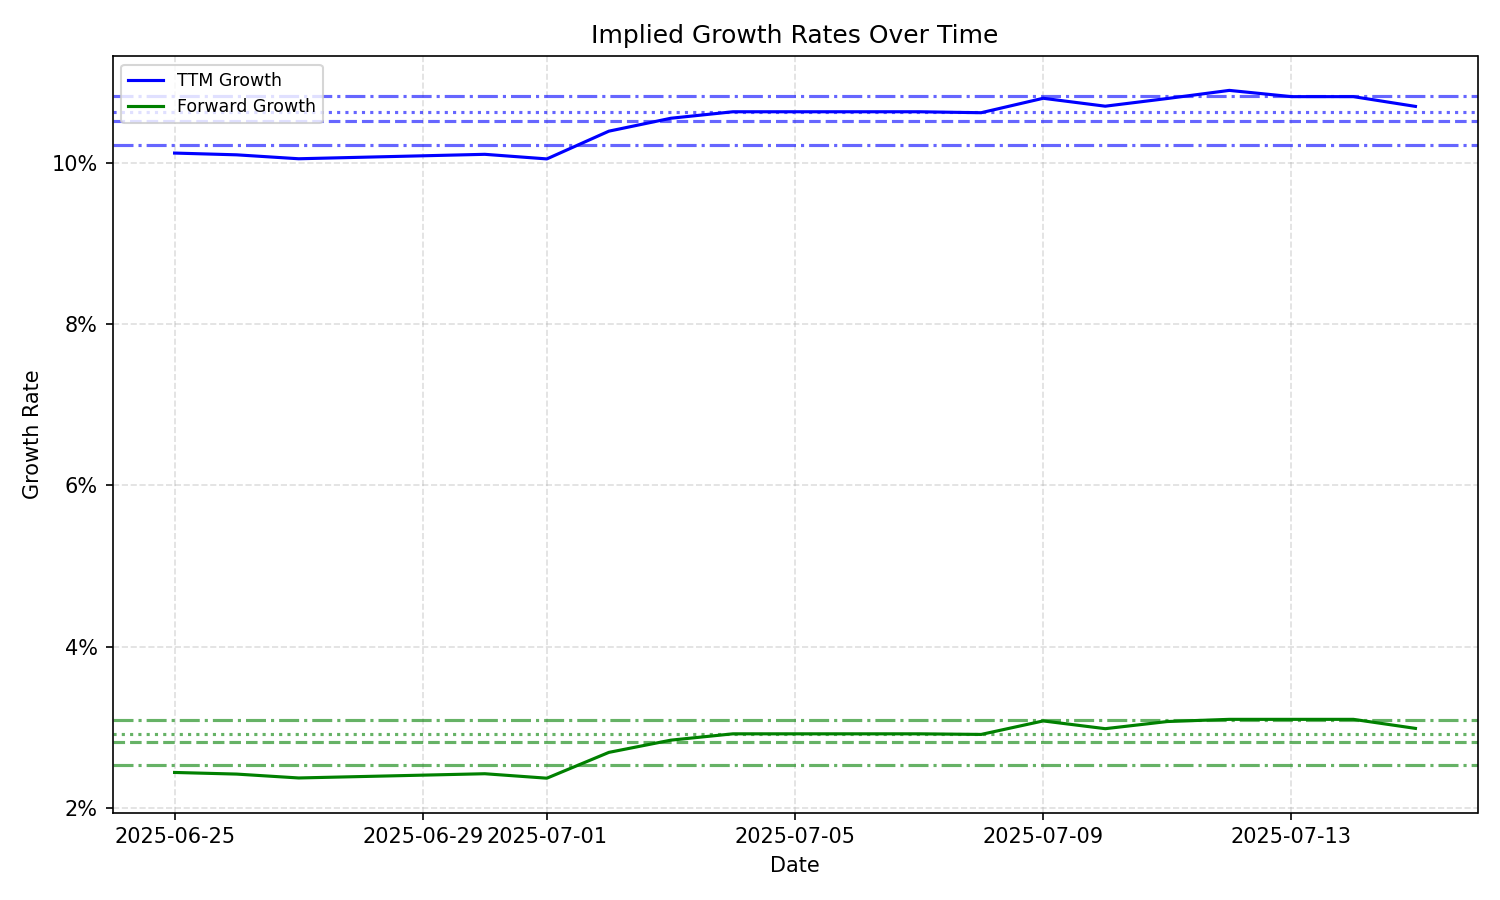 Implied Growth Rates Over Time
TTM Growth
Forward Growth
10%
8%
6%
4%
2%
Growth Rate
2025-06-25 2025-06-29 2025-07-01 2025-07-05 2025-07-09 2025-07-13
Date